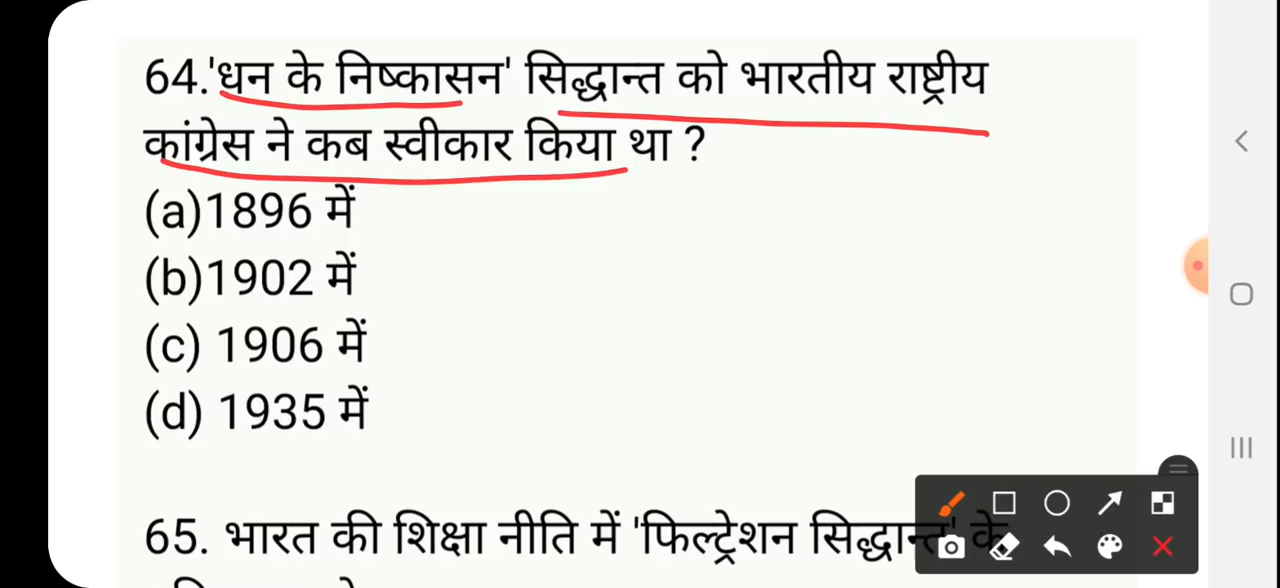 64.'धन के निष्कासन' सिद्धान्त को भारतीय राष्ट्रीय
कांग्रेस ने कब स्वीकार किया था ?
(a)1896 में
(b)1902 में
(c) 1906 में
(d) 1935 में
65. भारत की शिक्षा नीति में 'फिल्ट्रेशन सिद्धान्त' के